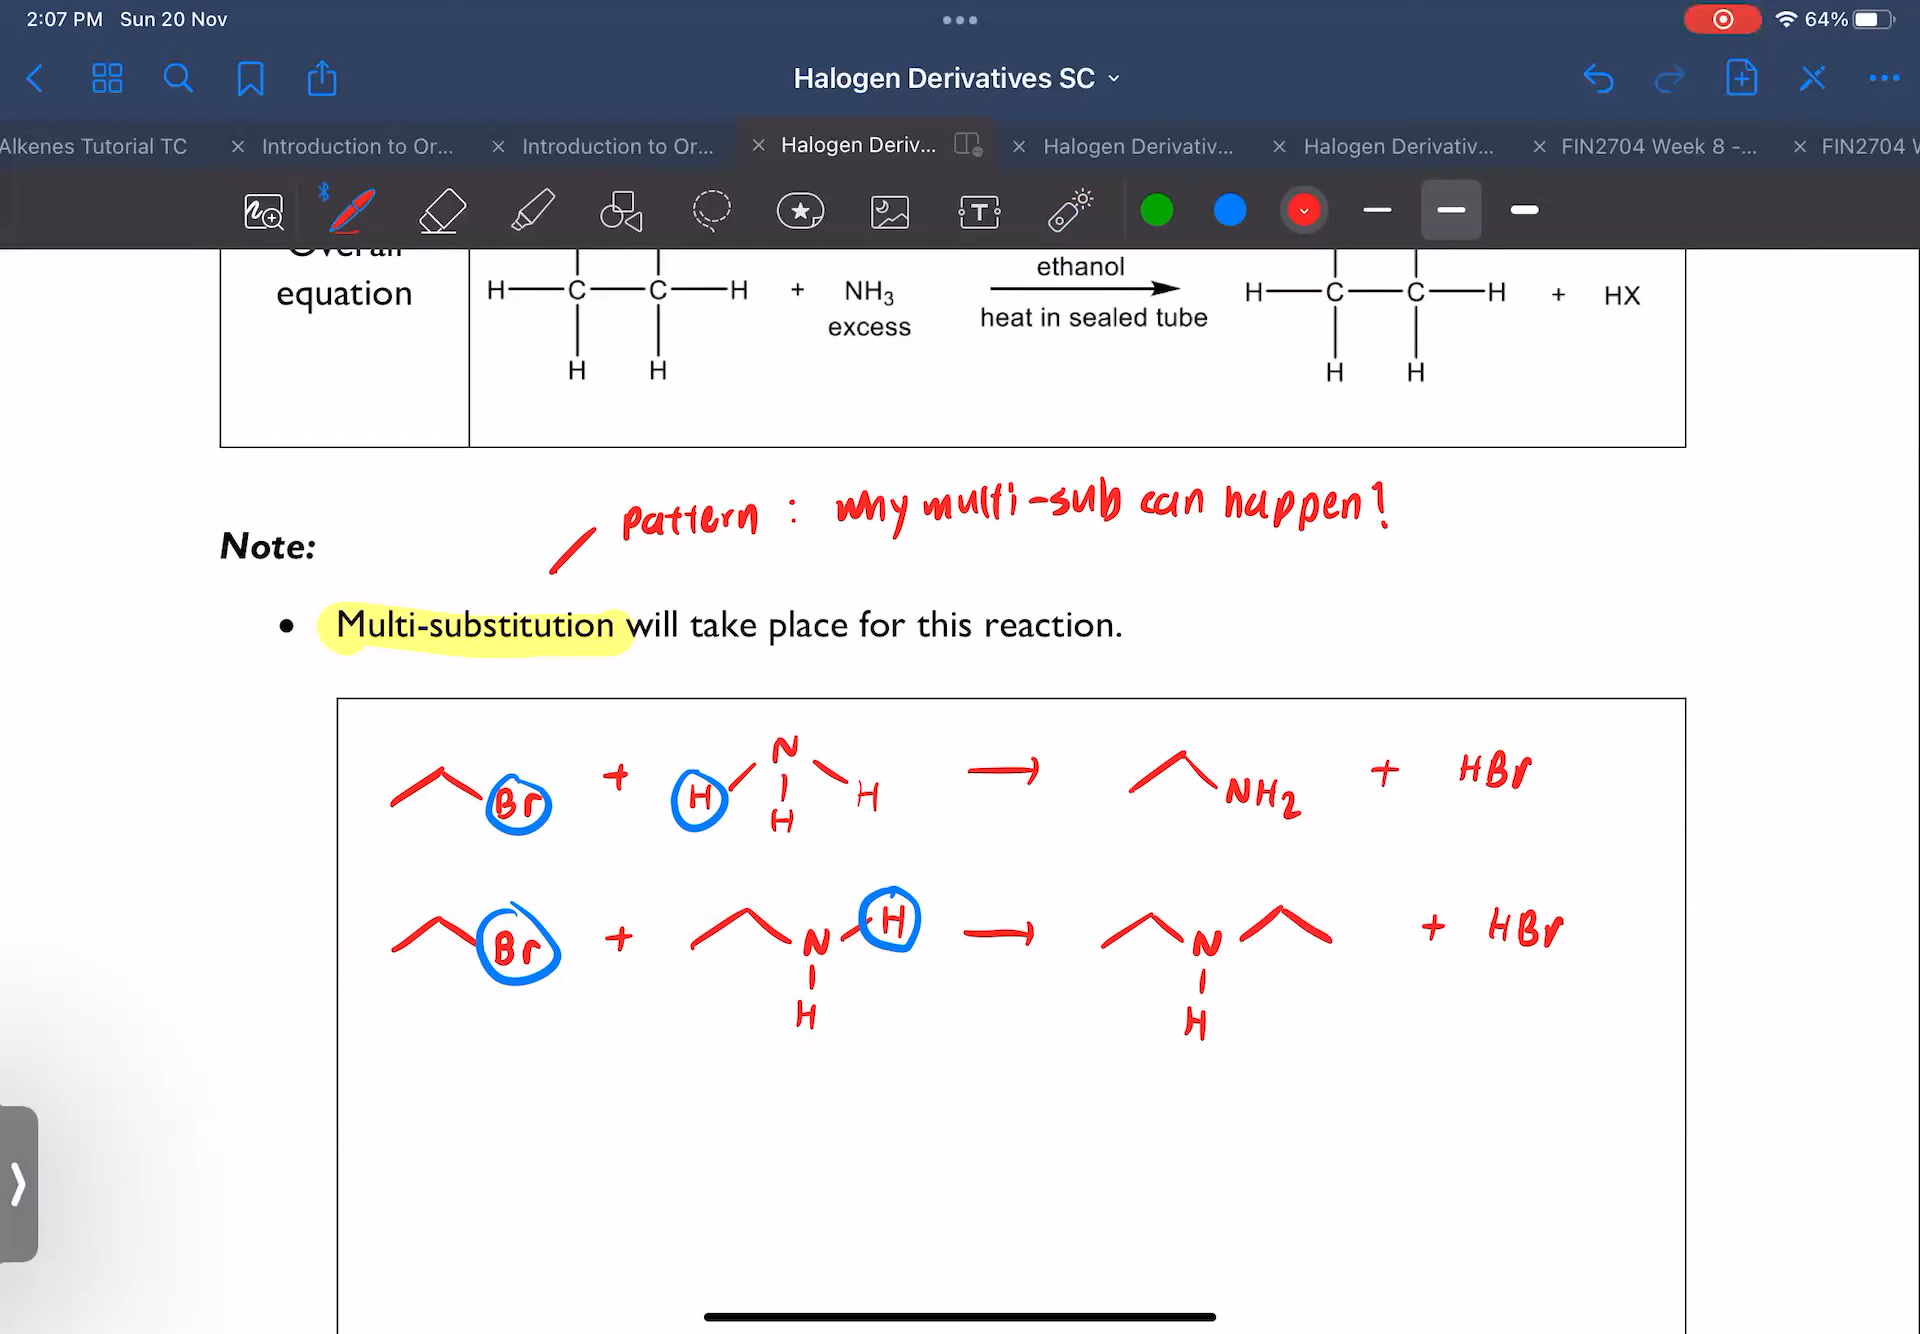 2:07 PM Sun 20 Nov
64%
Halogen Derivatives SC
Alkenes Tutorial TC
Introduction to Or...
Introduction to Or...
Halogen Deriv...
Halogen Derivativ...
Halogen Derivativ...
FIN2704 Week 8 -...
FIN2704 W
T
Overall
equation
H C C H + NH3 ethanol H C C H + HX
excess heat in sealed tube
H H H H
pattern : why multi-sub can happen!
Note:
• Multi-substitution will take place for this reaction.
Br + H N H → NH2 + HBr
H
Br + N H → N + HBr
H H